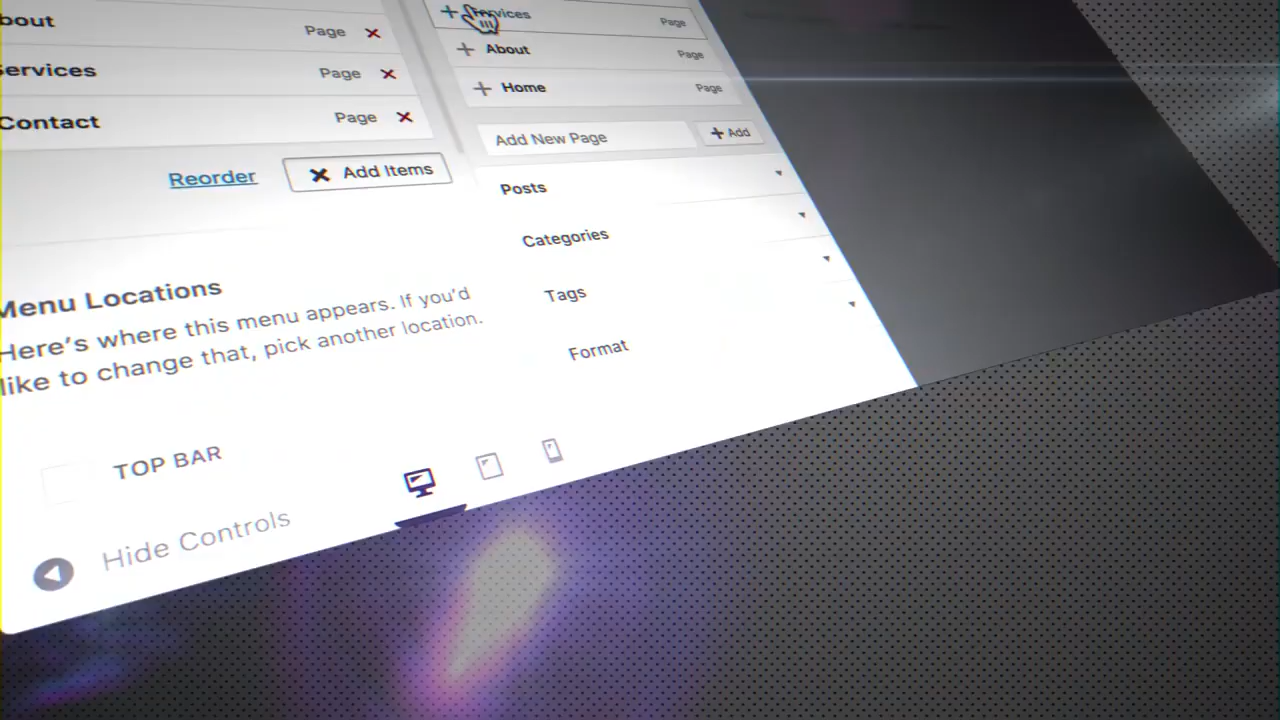 bout Page
ervices Page
Contact Page
Reorder Add Items
Menu Locations
Here's where this menu appears. If you'd
like to change that, pick another location.
TOP BAR
Hide Controls
Services Page
About Page
Home Page
Add New Page Add
Posts
Categories
Tags
Format